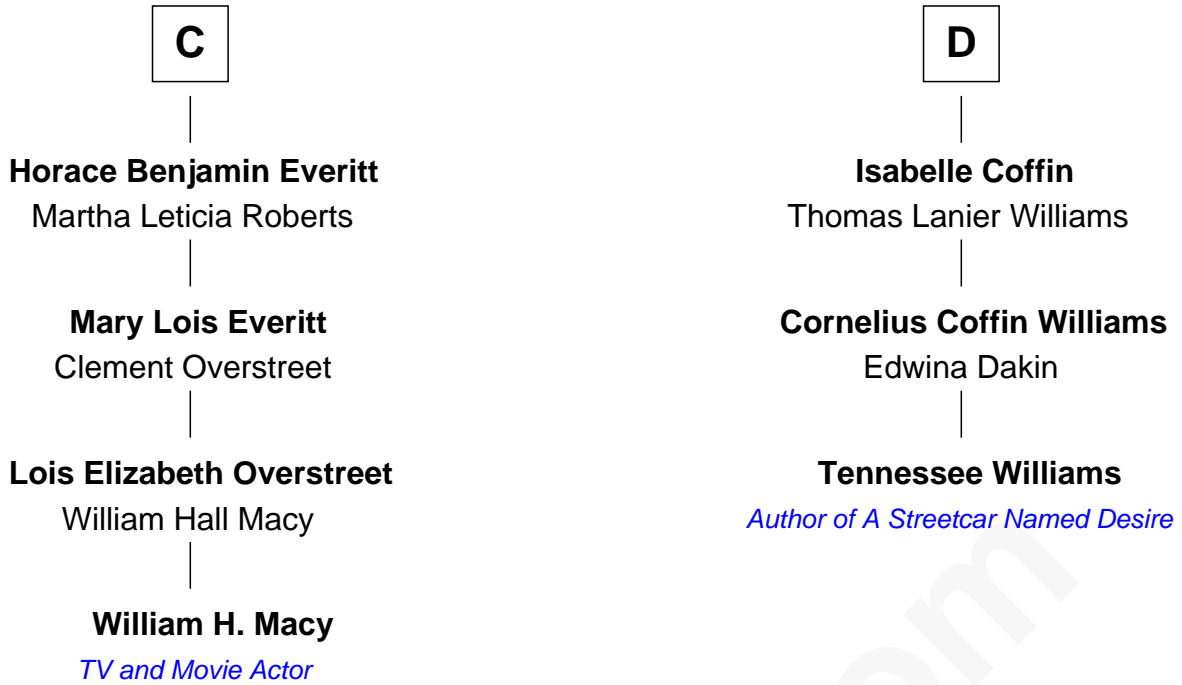 C
Horace Benjamin Everitt
Martha Leticia Roberts
Mary Lois Everitt
Clement Overstreet
Lois Elizabeth Overstreet
William Hall Macy
William H. Macy
TV and Movie Actor
D
Isabelle Coffin
Thomas Lanier Williams
Cornelius Coffin Williams
Edwina Dakin
Tennessee Williams
Author of A Streetcar Named Desire
om